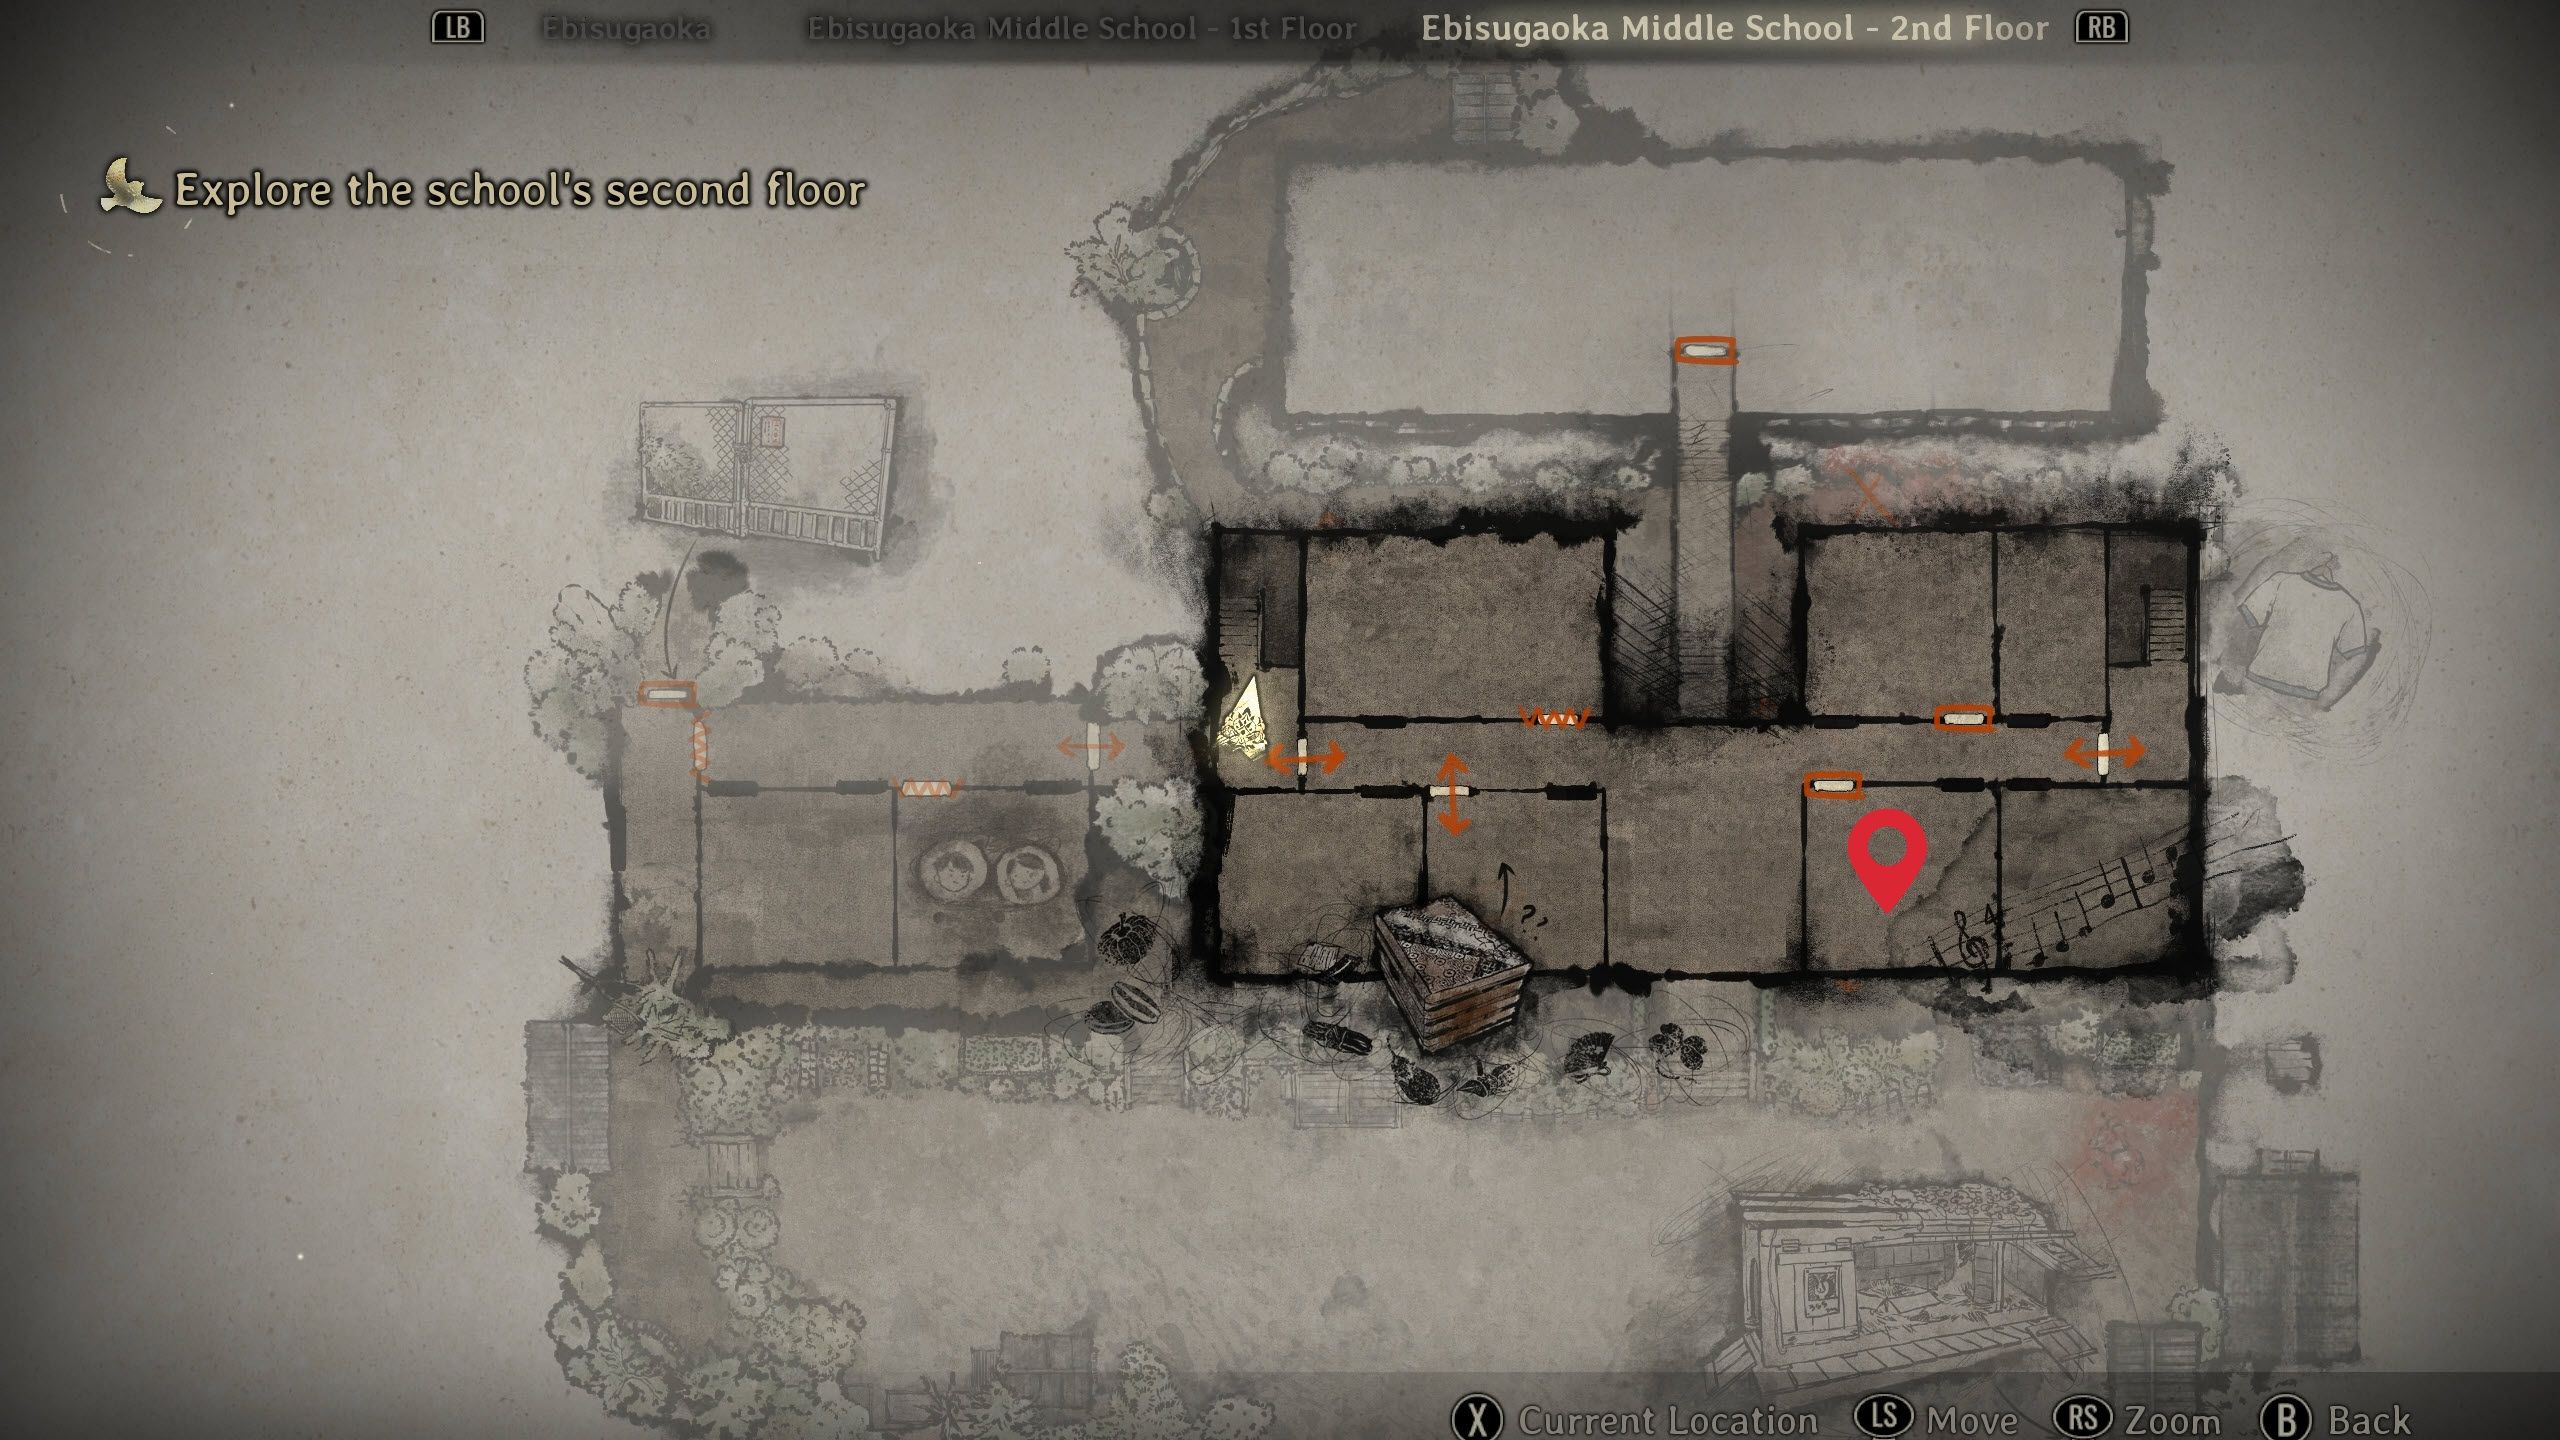 LB Ebisugaoka Ebisugaoka Middle School - 1st Floor Ebisugaoka Middle School - 2nd Floor RB
Explore the school's second floor
4
??
X Current Location LS Move RS Zoom B Back